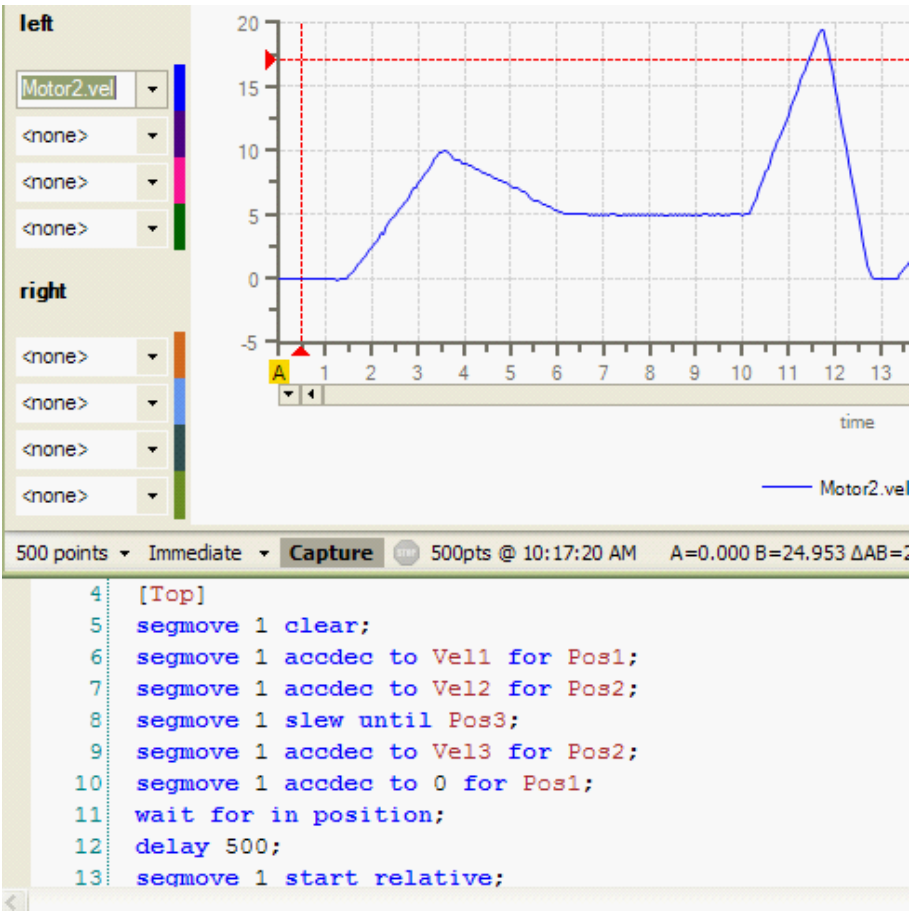 left
Motor2.vel
<none>
<none>
<none>
right
<none>
<none>
<none>
<none>
20
15
10
5
0
-5
A 1 2 3 4 5 6 7 8 9 10 11 12 13
time
Motor2.vel
500 points Immediate Capture STOP 500pts @ 10:17:20 AM A=0.000 B=24.953 ΔAB=2
4 [Top]
5 segmove 1 clear;
6 segmove 1 accdec to Vel1 for Pos1;
7 segmove 1 accdec to Vel2 for Pos2;
8 segmove 1 slew until Pos3;
9 segmove 1 accdec to Vel3 for Pos2;
10 segmove 1 accdec to 0 for Pos1;
11 wait for in position;
12 delay 500;
13 segmove 1 start relative;